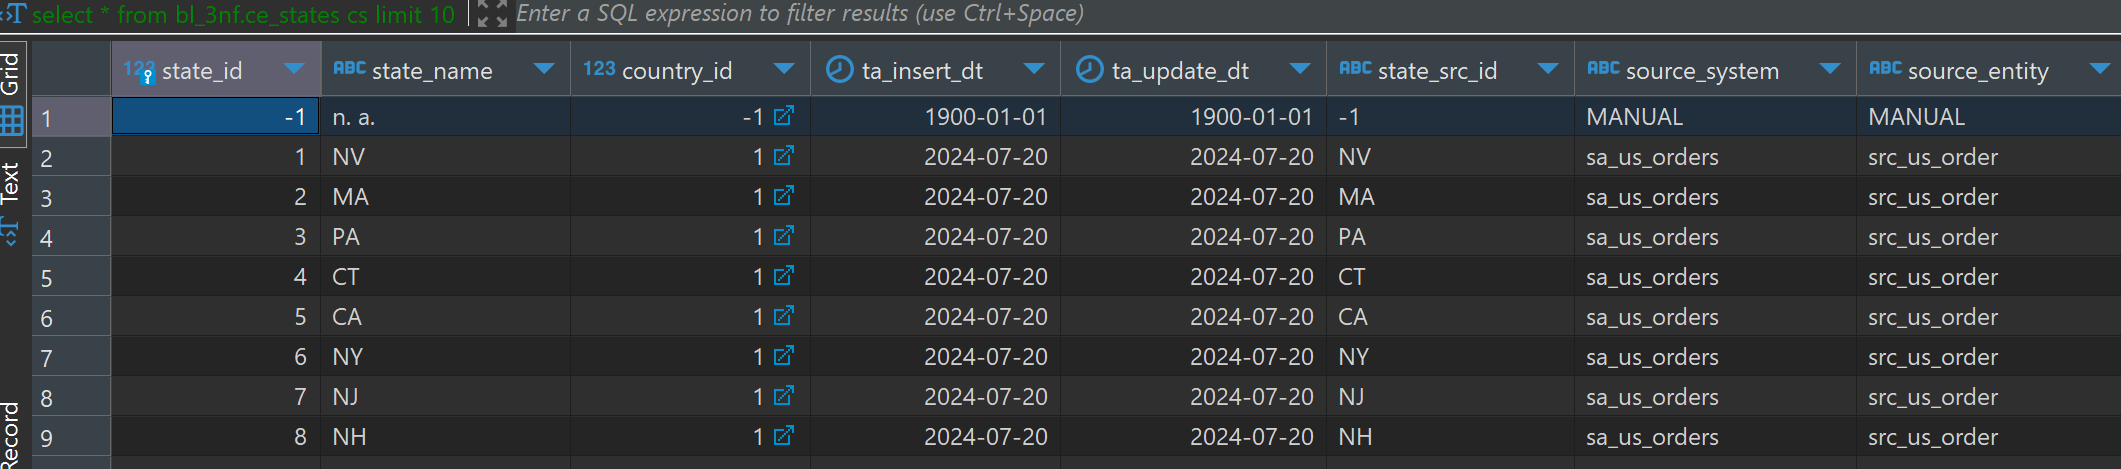 select * from bl_3nf.ce_states cs limit 10 Enter a SQL expression to filter results (use Ctrl+Space)
Grid
Text
Record
123 state_id ABC state_name 123 country_id ta_insert_dt ta_update_dt ABC state_src_id ABC source_system ABC source_entity
1 -1 n. a. -1 1900-01-01 1900-01-01 -1 MANUAL MANUAL
2 1 NV 1 2024-07-20 2024-07-20 NV sa_us_orders src_us_order
3 2 MA 1 2024-07-20 2024-07-20 MA sa_us_orders src_us_order
4 3 PA 1 2024-07-20 2024-07-20 PA sa_us_orders src_us_order
5 4 CT 1 2024-07-20 2024-07-20 CT sa_us_orders src_us_order
6 5 CA 1 2024-07-20 2024-07-20 CA sa_us_orders src_us_order
7 6 NY 1 2024-07-20 2024-07-20 NY sa_us_orders src_us_order
8 7 NJ 1 2024-07-20 2024-07-20 NJ sa_us_orders src_us_order
9 8 NH 1 2024-07-20 2024-07-20 NH sa_us_orders src_us_order